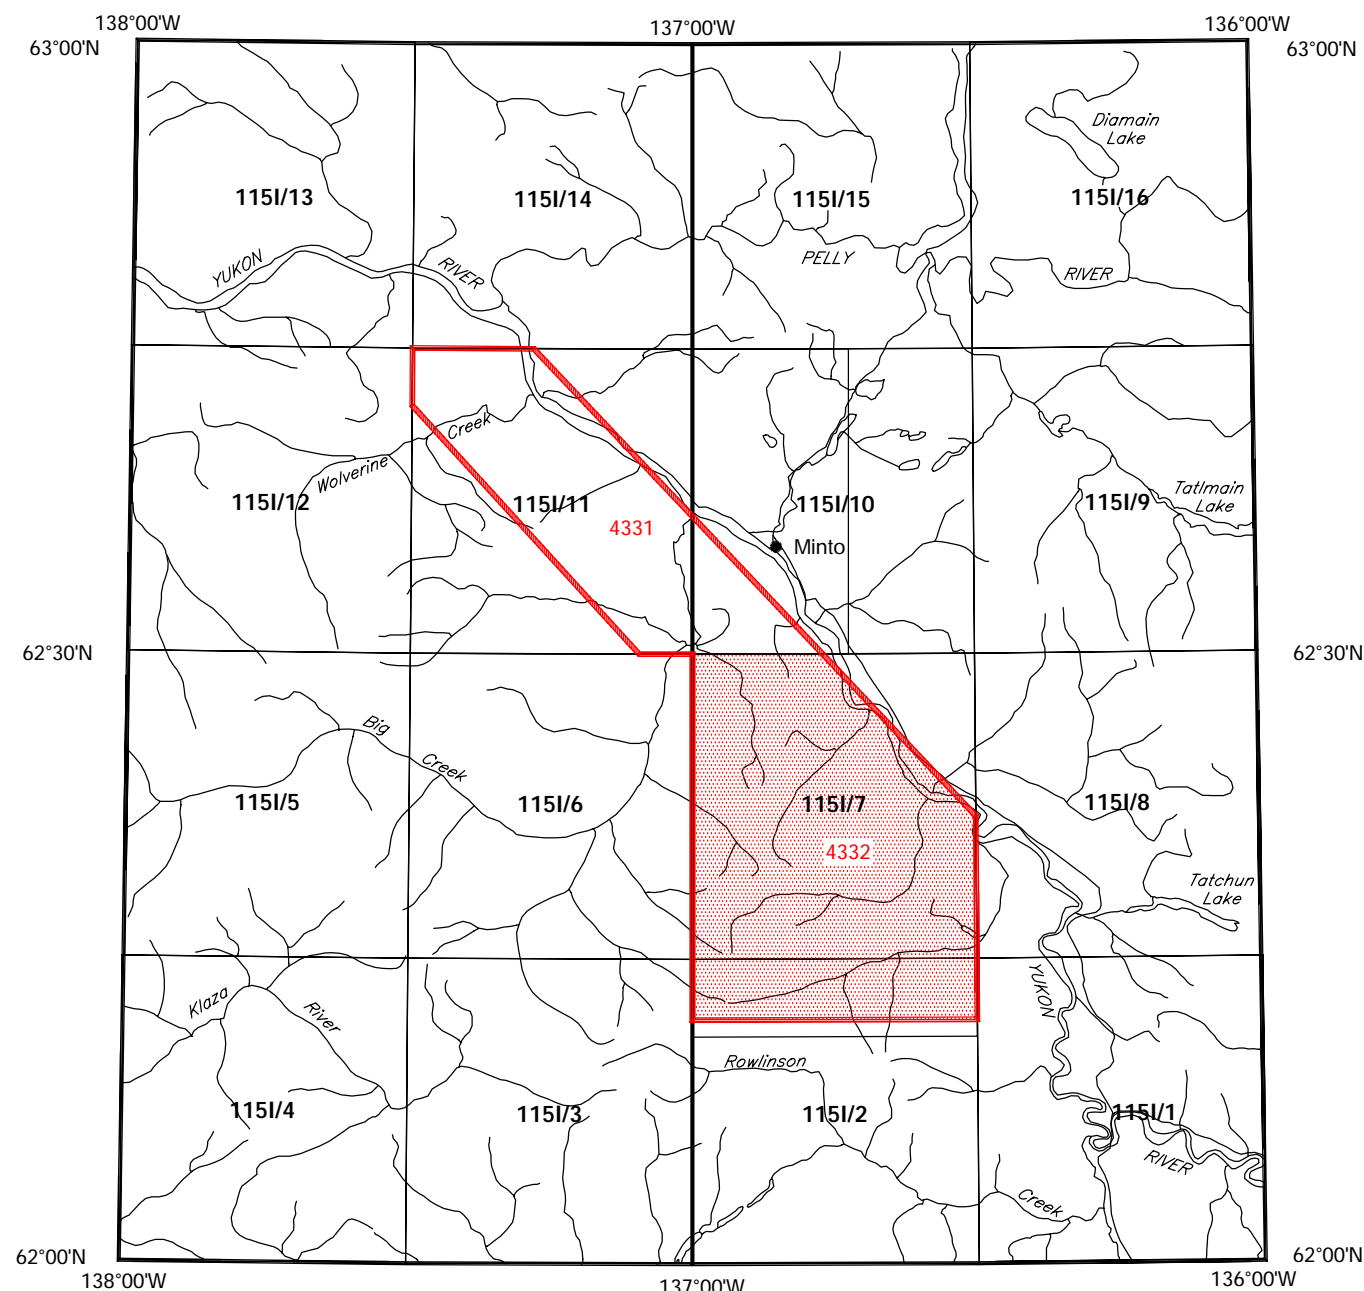 138°00'W
137°00'W
136°00'W
63°00'N
63°00'N
Diamain
Lake
115I/13
115I/14
115I/15
115I/16
YUKON
RIVER
PELLY
RIVER
Creek
Wolverine
115I/12
115I/11
115I/10
115I/9
Tatlmain
Lake
4331
Minto
62°30'N
62°30'N
Big
Creek
115I/5
115I/6
115I/7
115I/8
4332
Tatchun
Lake
Klaza
River
YUKON
Rowlinson
115I/4
115I/3
115I/2
115I/1
RIVER
Creek
62°00'N
62°00'N
138°00'W
137°00'W
136°00'W